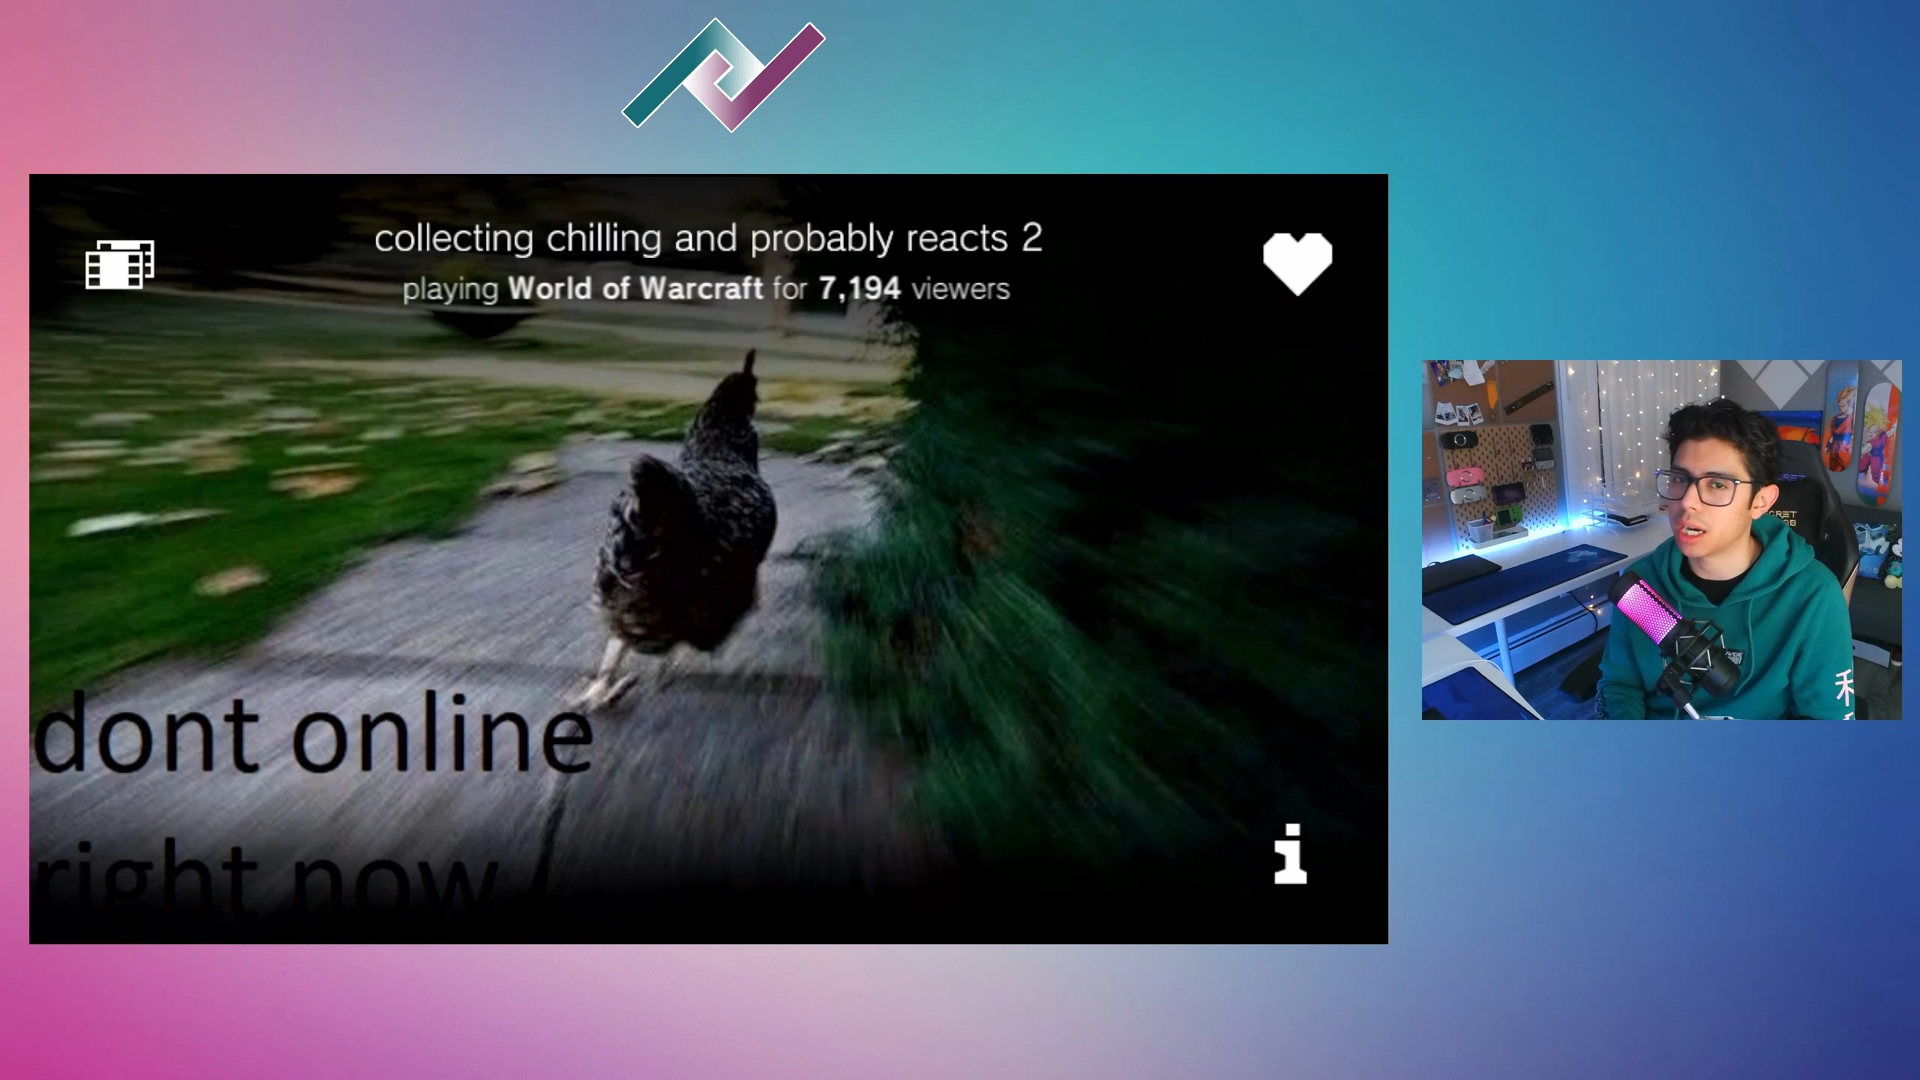 collecting chilling and probably reacts 2
playing World of Warcraft for 7,194 viewers
dont online
right now